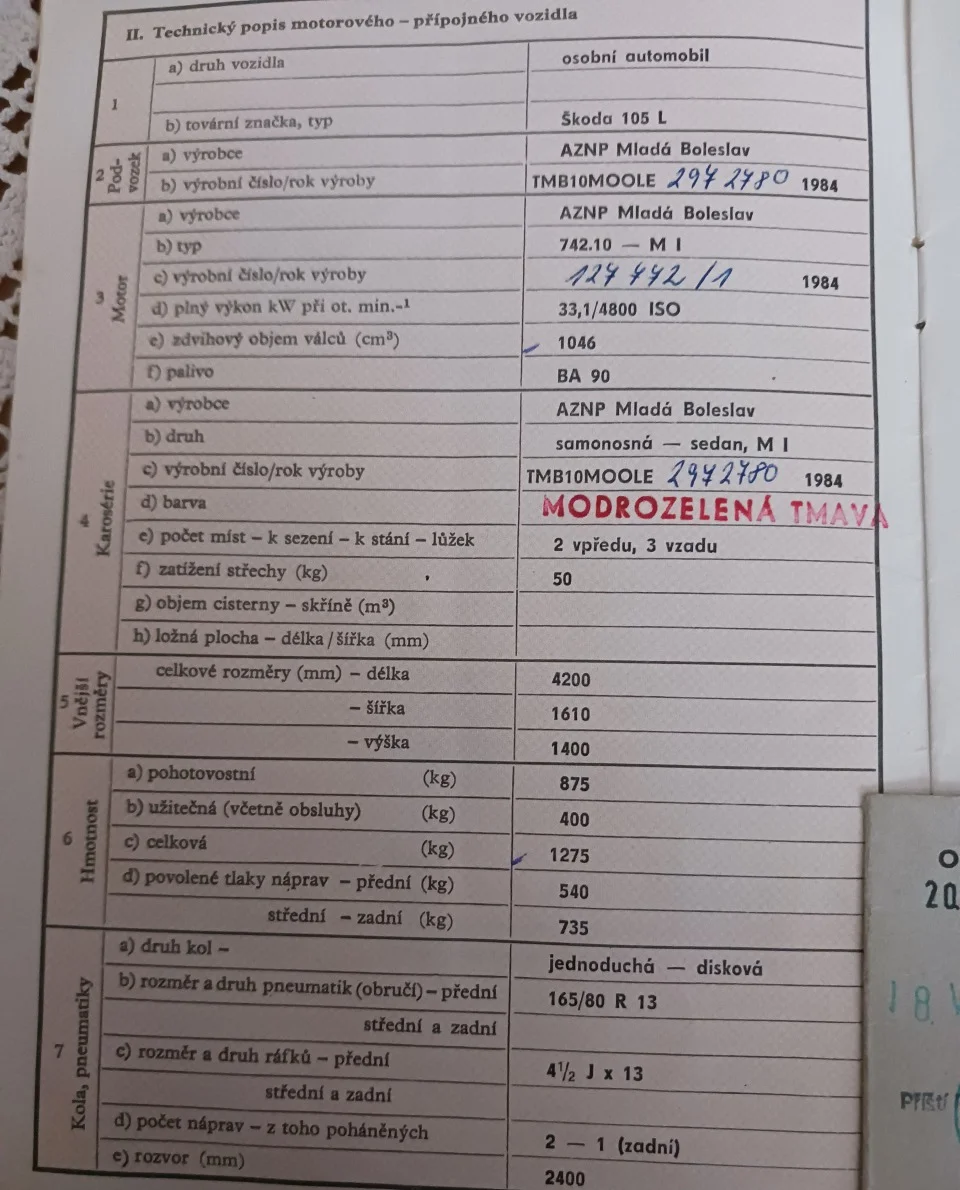 II. Technický popis motorového – přípojného vozidla
1
a) druh vozidla osobní automobil
b) tovární značka, typ Škoda 105 L
2 Pod-vozek
a) výrobce AZNP Mladá Boleslav
b) výrobní číslo/rok výroby TMB10MOOLE 2972780 1984
3 Motor
a) výrobce AZNP Mladá Boleslav
b) typ 742.10 — M I
c) výrobní číslo/rok výroby 1984
d) plný výkon kW při ot. min.-¹ 33,1/4800 ISO
e) zdvihový objem válců (cm³) 1046
f) palivo BA 90
4 Karosérie
a) výrobce AZNP Mladá Boleslav
b) druh samonosná — sedan, M I
c) výrobní číslo/rok výroby TMB10MOOLE 2972780 1984
d) barva MODROZELENÁ TMAVÁ
e) počet míst – k sezení – k stání – lůžek 2 vpředu, 3 vzadu
f) zatížení střechy (kg) 50
g) objem cisterny – skříně (m³)
h) ložná plocha – délka/šířka (mm)
5 Vnější rozměry
celkové rozměry (mm) – délka 4200
– šířka 1610
– výška 1400
6 Hmotnost
a) pohotovostní (kg) 875
b) užitečná (včetně obsluhy) (kg) 400
c) celková (kg) 1275
d) povolené tlaky náprav – přední (kg) 540
střední – zadní (kg) 735
7 Kola, pneumatiky
a) druh kol – jednoduchá — disková
b) rozměr a druh pneumatik (obručí) – přední 165/80 R 13
střední a zadní
c) rozměr a druh ráfků – přední 4½ J x 13
střední a zadní
d) počet náprav – z toho poháněných 2 — 1 (zadní)
e) rozvor (mm) 2400
18.
Příští